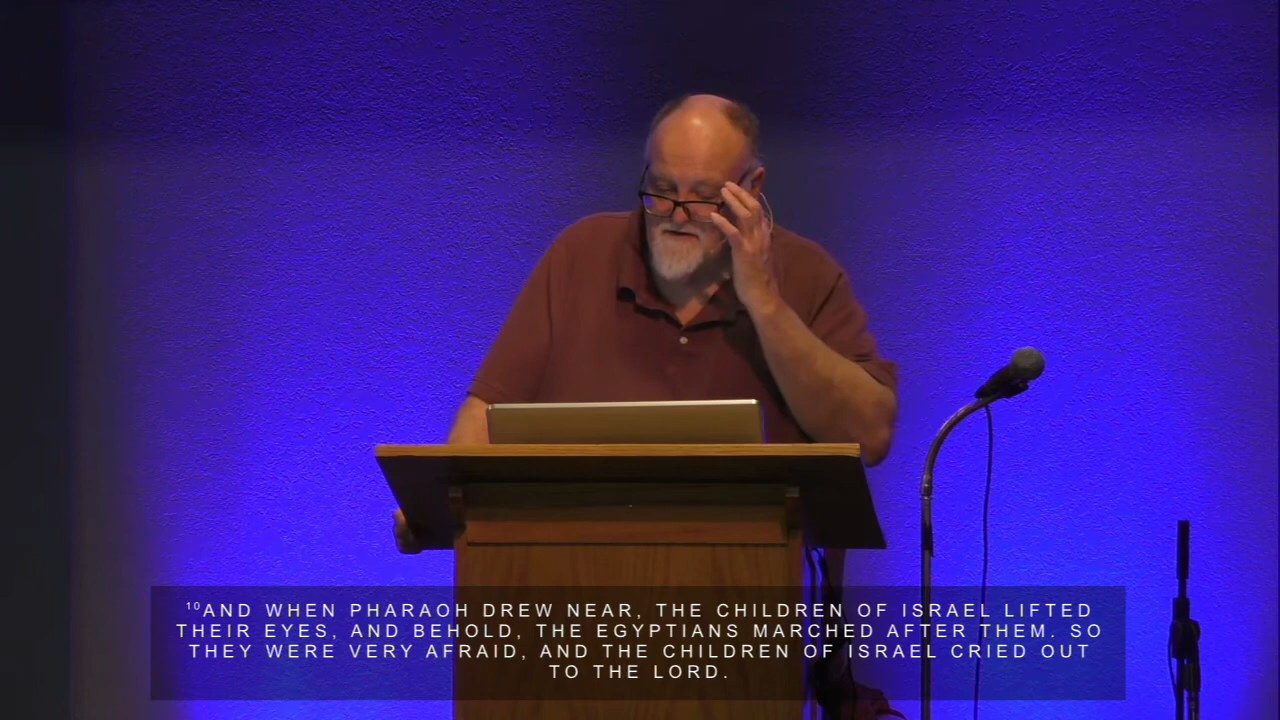 ¹⁰AND WHEN PHARAOH DREW NEAR, THE CHILDREN OF ISRAEL LIFTED
THEIR EYES, AND BEHOLD, THE EGYPTIANS MARCHED AFTER THEM. SO
THEY WERE VERY AFRAID, AND THE CHILDREN OF ISRAEL CRIED OUT
TO THE LORD.